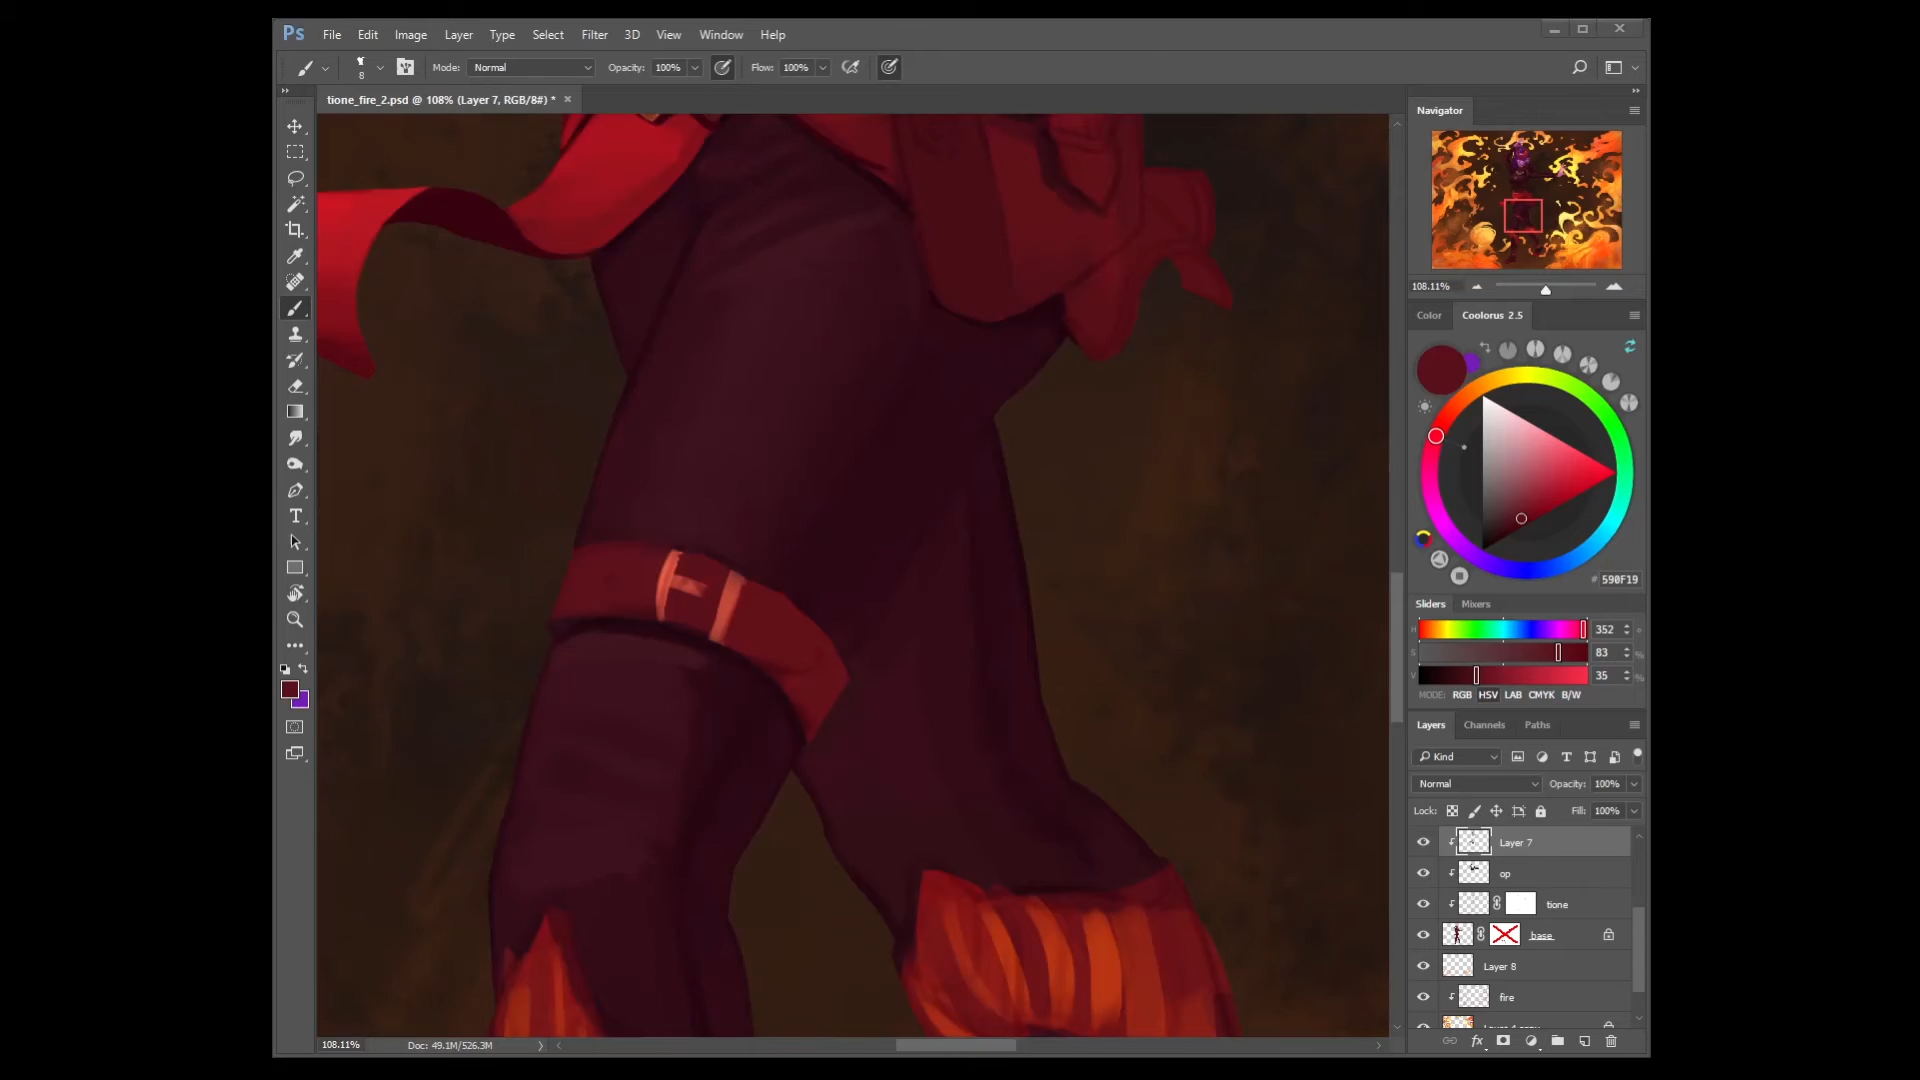 Ps File Edit Image Layer Type Select Filter 3D View Window Help
8 Mode: Normal Opacity: 100% Flow: 100%
tione_fire_2.psd @ 108% (Layer 7, RGB/8#) * ×
Navigator
108.11%
Color Coolorus 2.5
# 590F19
Sliders Mixers
H 352 °
S 83 %
V 35 %
MODE: RGB HSV LAB CMYK B/W
Layers Channels Paths
Kind
Normal Opacity: 100%
Lock: Fill: 100%
Layer 7
op
tione
base
Layer 8
fire
108.11% Doc: 49.1M/526.3M
fx